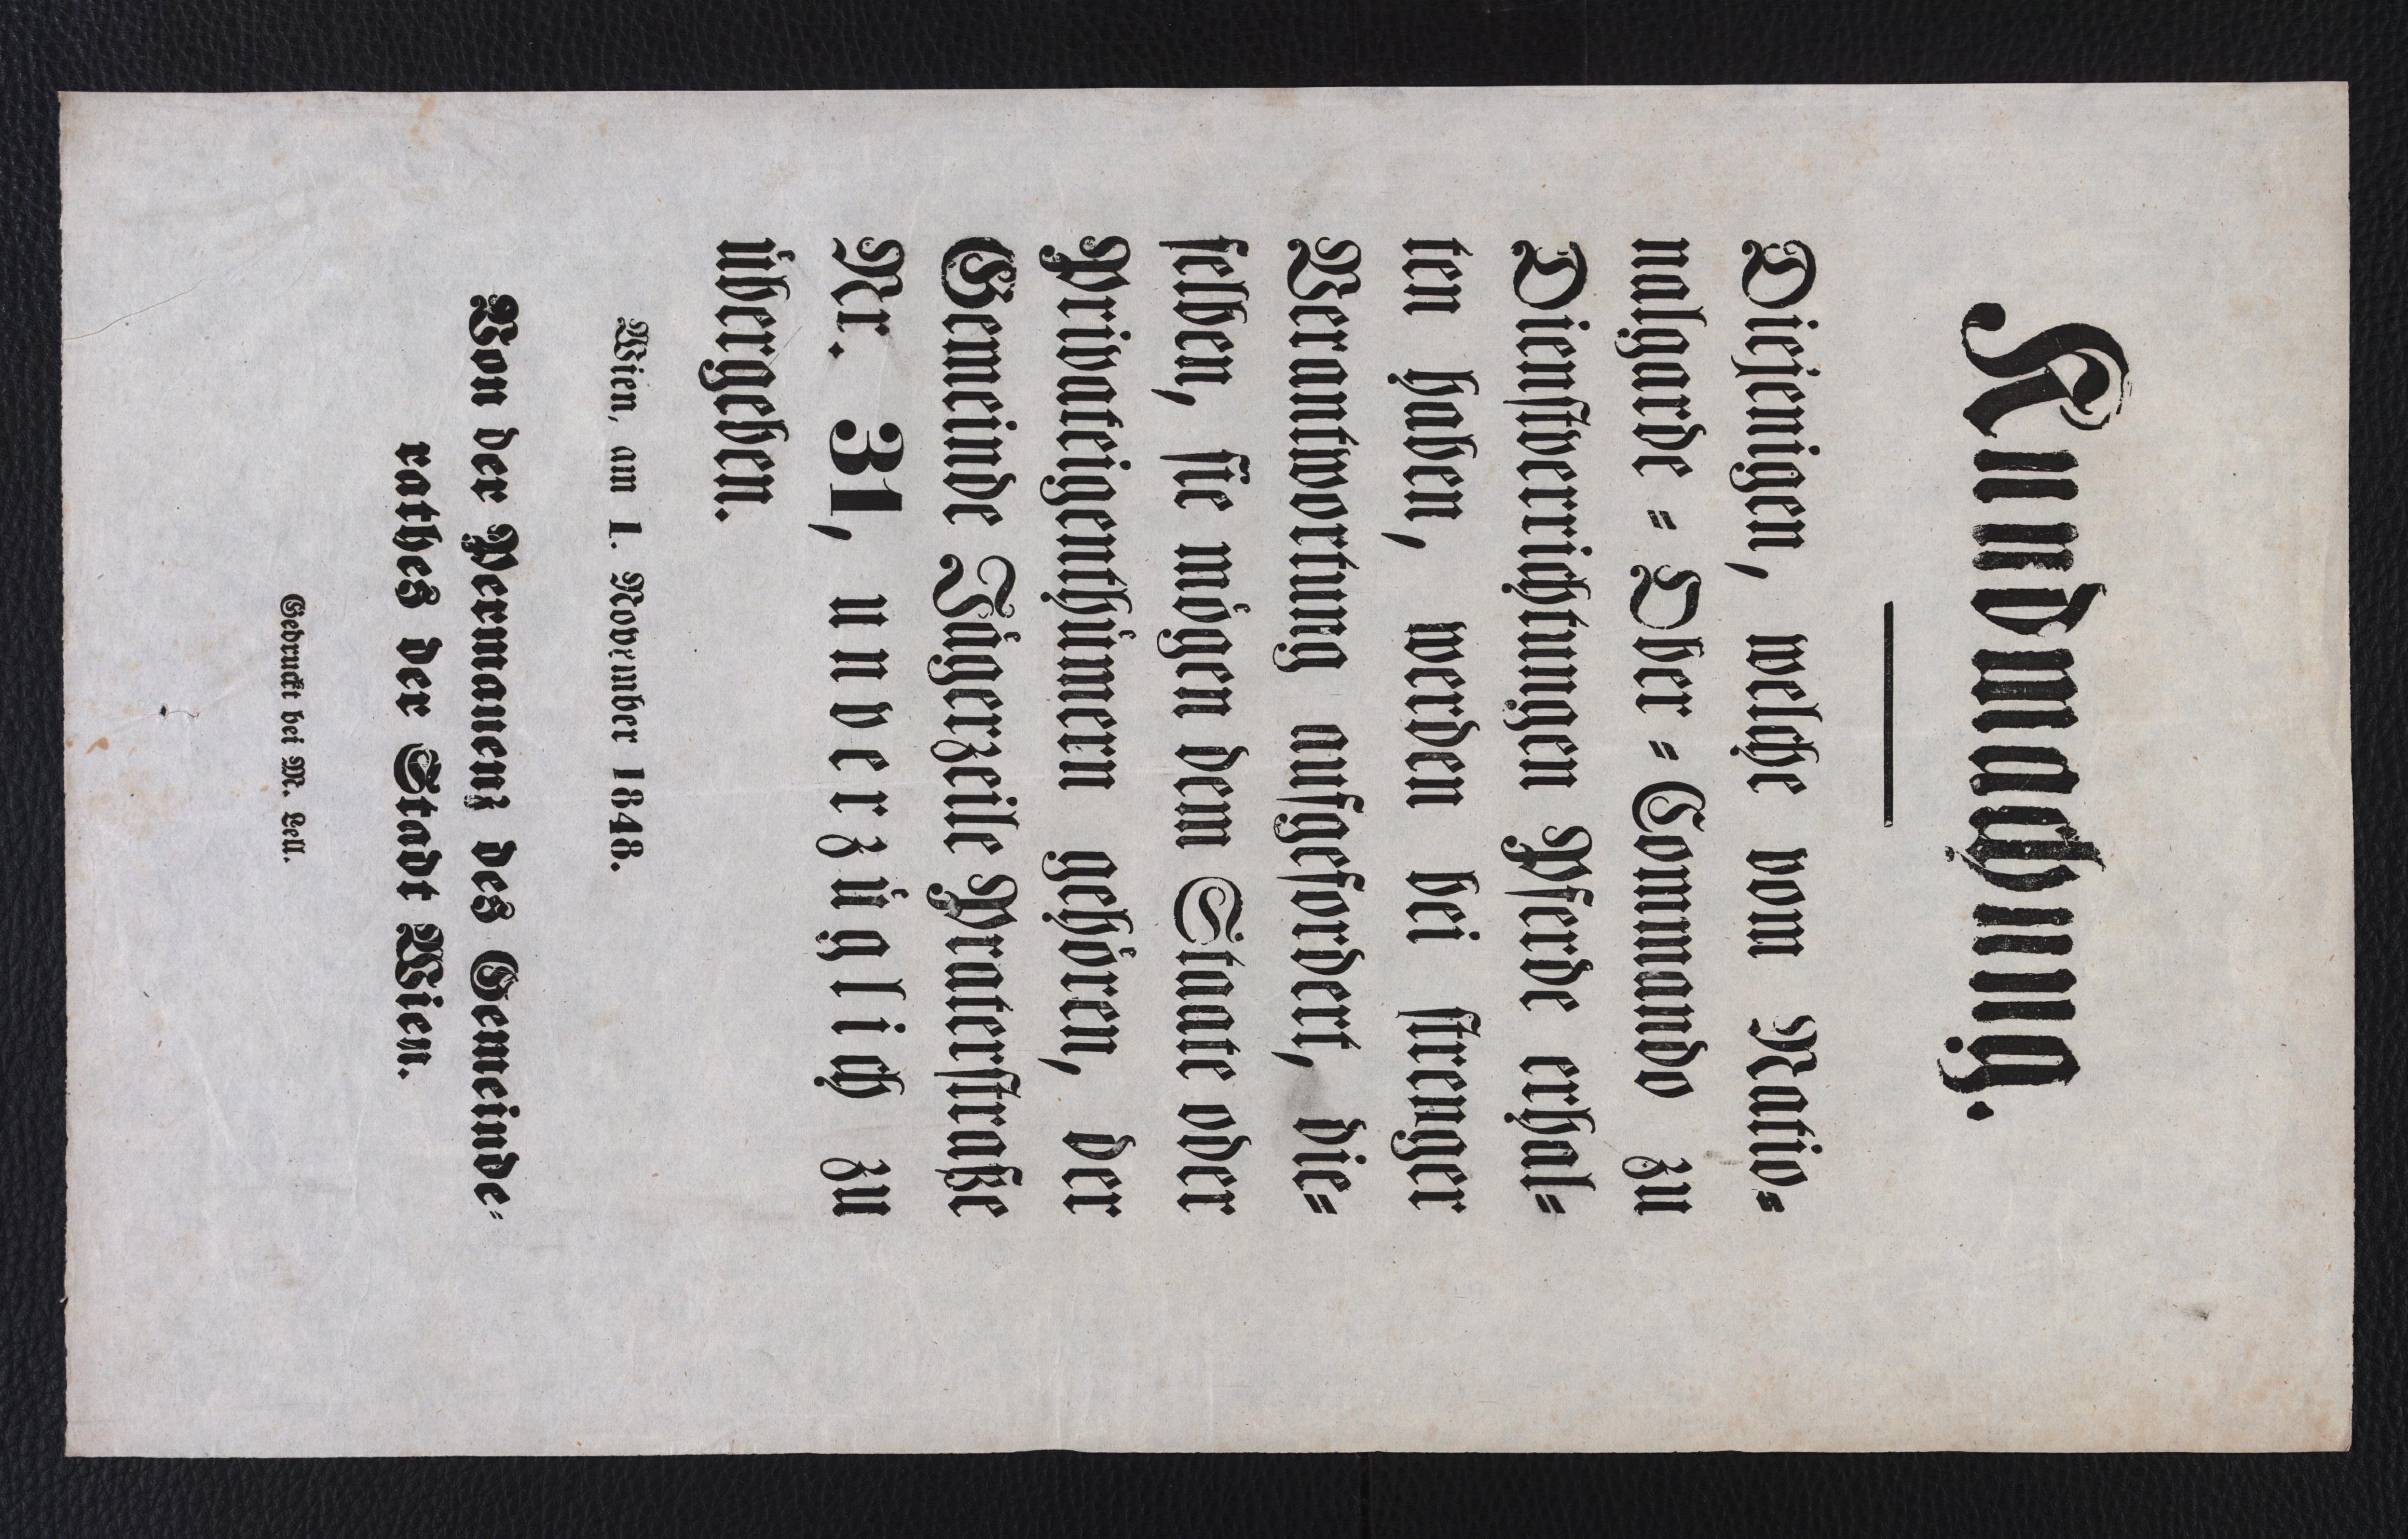 Kundmachung.
Diejenigen, welche vom Natio=
nalgarde = Ober = Commando zu
Dienstverrichtungen Pferde erhal=
ten haben, werden bei strenger
Verantwortung aufgefordert, die=
selben, sie mögen dem Staate oder
Privateigenthümern gehören, der
Gemeinde Jägerzeile Praterstraße
Nr. 31, unverzüglich zu
übergeben.
Wien, am 1. November 1848.
Von der Permanenz des Gemeinde=
rathes der Stadt Wien.
Gedruckt bei M. Lell.